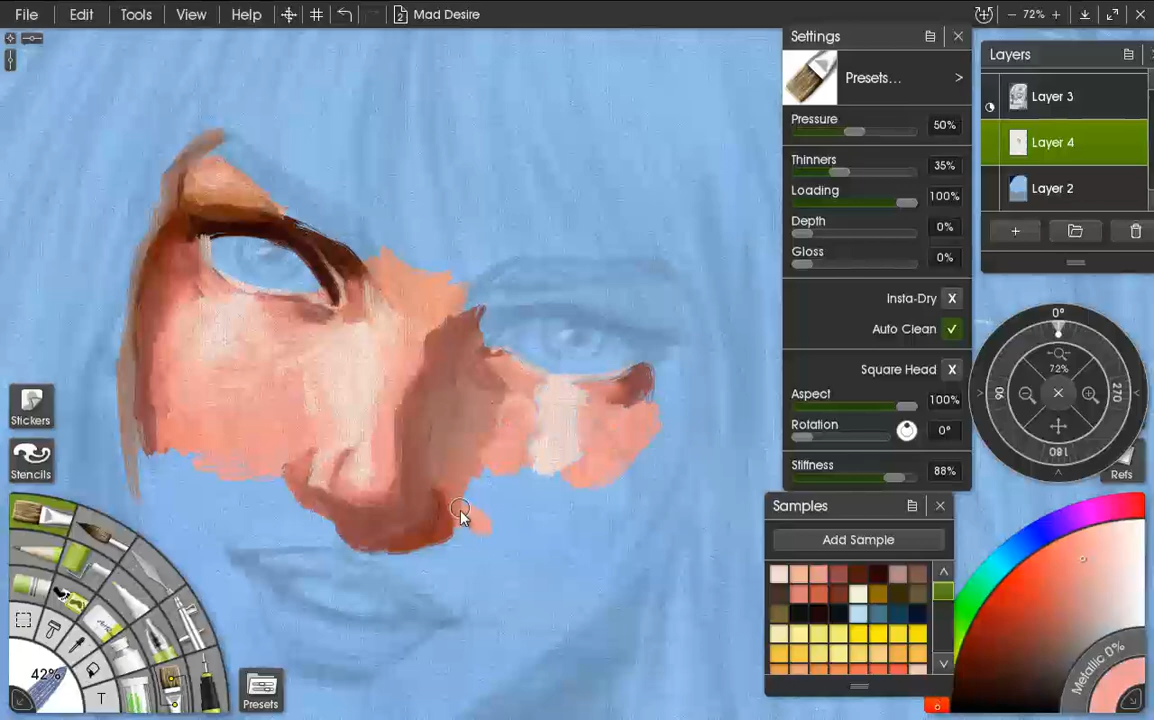 File Edit Tools View Help 2 Mad Desire 72%
Settings
Presets... >
Pressure 50%
Thinners 35%
Loading 100%
Depth 0%
Gloss 0%
Insta-Dry X
Auto Clean ✓
Square Head X
Aspect 100%
Rotation 0°
Stiffness 88%
Layers
Layer 3
Layer 4
Layer 2
0°
72%
90
270
180
Refs
Stickers
Stencils
42%
T
Presets
Samples
Add Sample
Metallic 0%